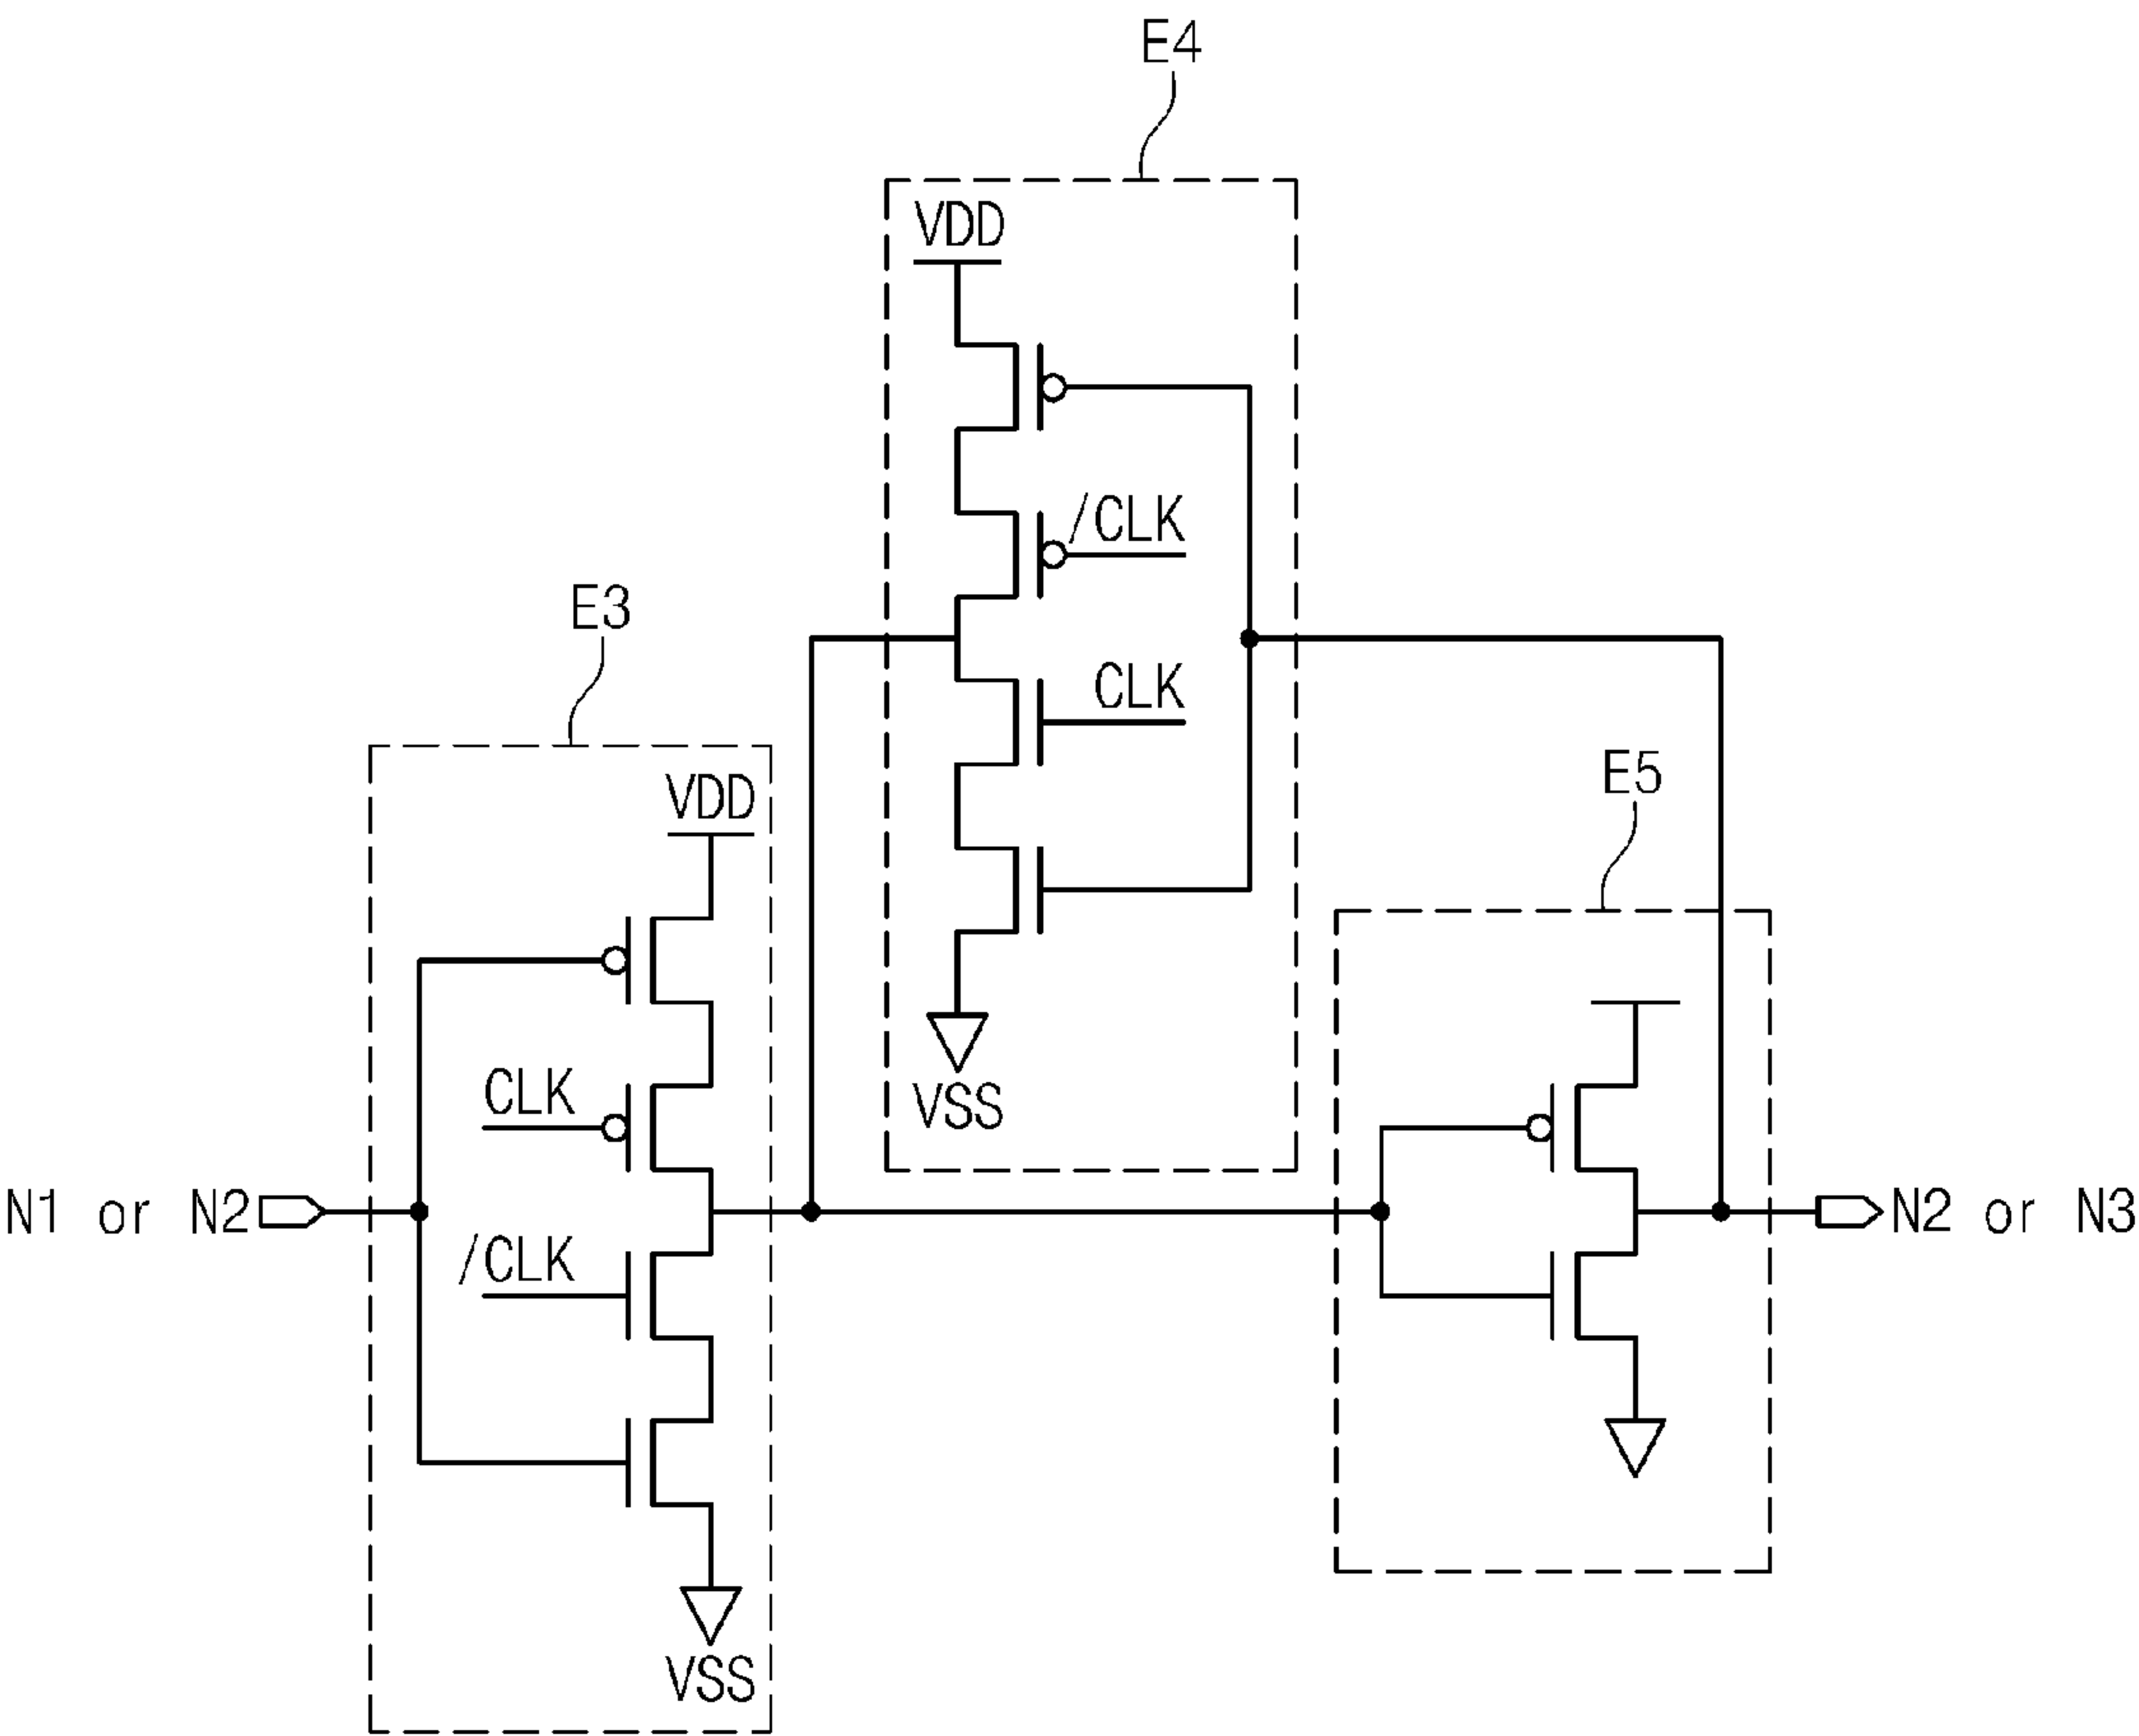 E4
VDD
/CLK
E3
CLK
E5
VDD
CLK
VSS
N1 or N2
N2 or N3
/CLK
VSS